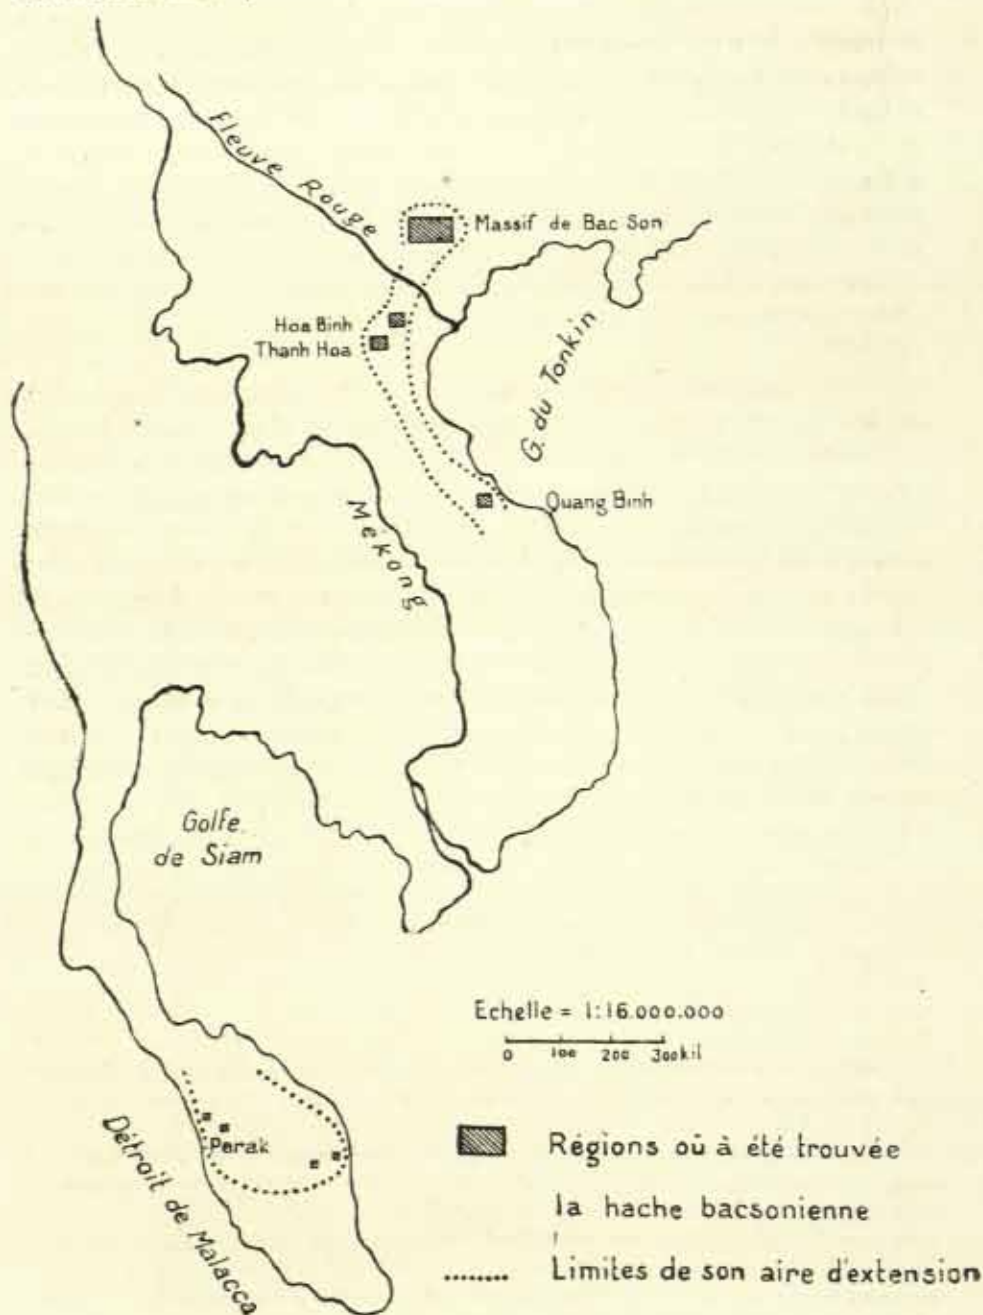 Fleuve Rouge
Massif de Bac Son
Hoa Binh
Thanh Hoa
G. du Tonkin
Quang Binh
Mékong
Golfe
de Siam
Echelle = 1:16.000.000
0 100 200 300kil
Perak
Détroit de Malacca
Régions où à été trouvée
la hache bacsonienne
Limites de son aire d'extension